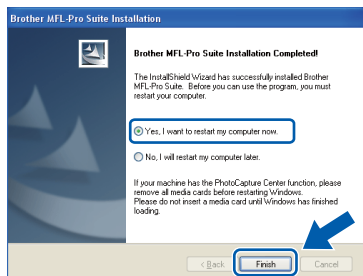 Brother MFL-Pro Suite Installation
Brother MFL-Pro Suite Installation Completed!
The InstallShield Wizard has successfully installed Brother
MFL-Pro Suite. Before you can use the program, you must
restart your computer.
Yes, I want to restart my computer now.
No, I will restart my computer later.
If your machine has the PhotoCapture Center function, please
remove all media cards before restarting Windows.
Please do not insert a media card until Windows has finished
loading.
< Back
Finish
Cancel